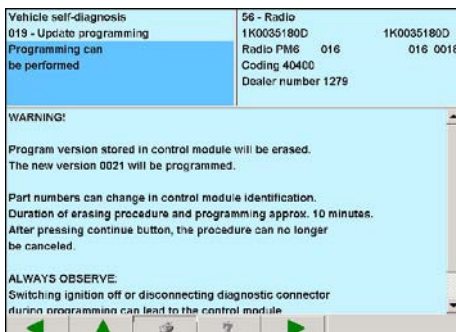 Vehicle self-diagnosis
019 - Update programming
Programming can
be performed
56 - Radio
1K0035180D 1K0035180D
Radio PM6 016 016 0018
Coding 40400
Dealer number 1279
WARNING!
Program version stored in control module will be erased.
The new version 0021 will be programmed.
Part numbers can change in control module identification.
Duration of erasing procedure and programming approx. 10 minutes.
After pressing continue button, the procedure can no longer
be canceled.
ALWAYS OBSERVE:
Switching ignition off or disconnecting diagnostic connector
during programming can lead to the control module
?